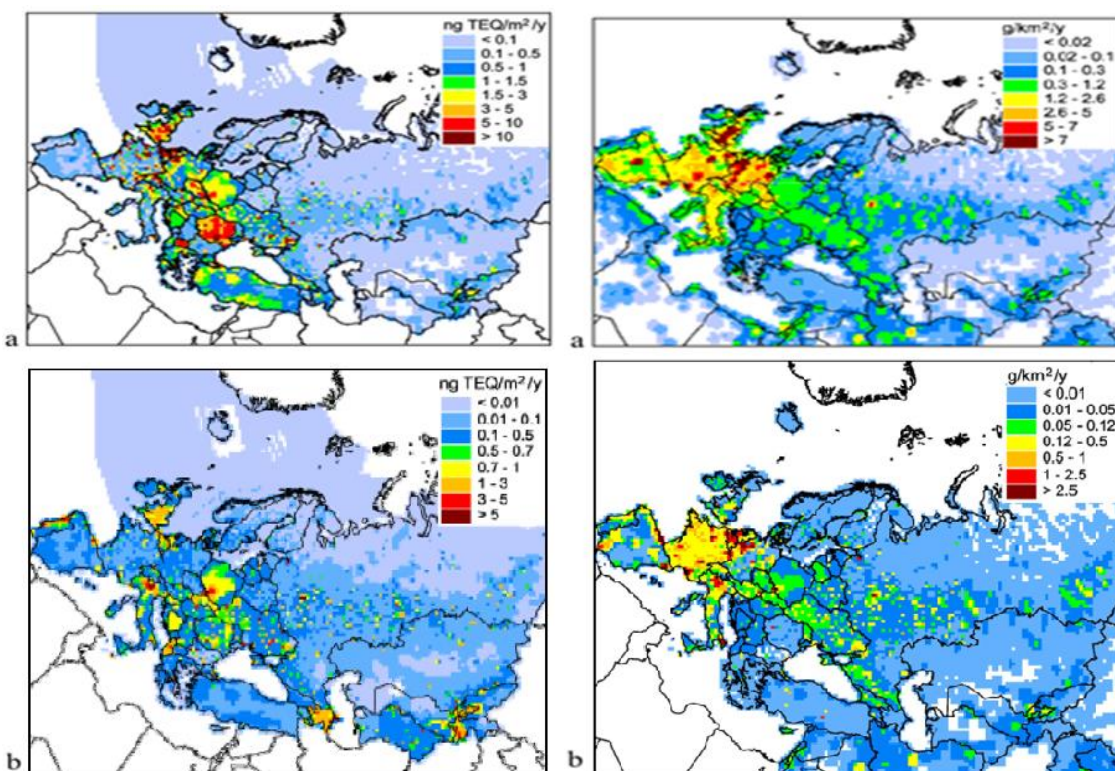 ng TEQ/m²/y
< 0.1
0.1 - 0.5
0.5 - 1
1 - 1.5
1.5 - 3
3 - 5
5 - 10
> 10
a
g/km²/y
< 0.02
0.02 - 0.1
0.1 - 0.3
0.3 - 1.2
1.2 - 2.6
2.6 - 5
5 - 7
> 7
a
ng TEQ/m²/y
< 0.01
0.01 - 0.1
0.1 - 0.5
0.5 - 0.7
0.7 - 1
1 - 3
3 - 5
> 5
b
g/km²/y
< 0.01
0.01 - 0.05
0.05 - 0.12
0.12 - 0.5
0.5 - 1
1 - 2.5
> 2.5
b